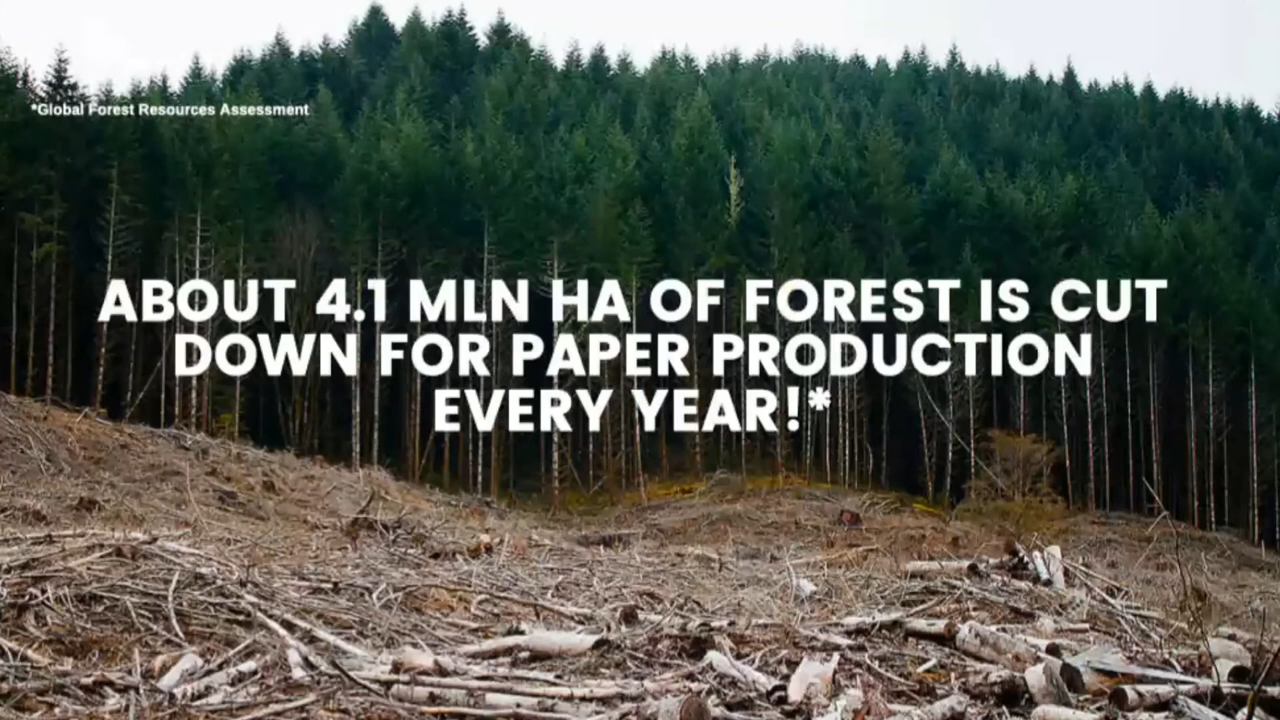 *Global Forest Resources Assessment
ABOUT 4.1 MLN HA OF FOREST IS CUT
DOWN FOR PAPER PRODUCTION
EVERY YEAR!*